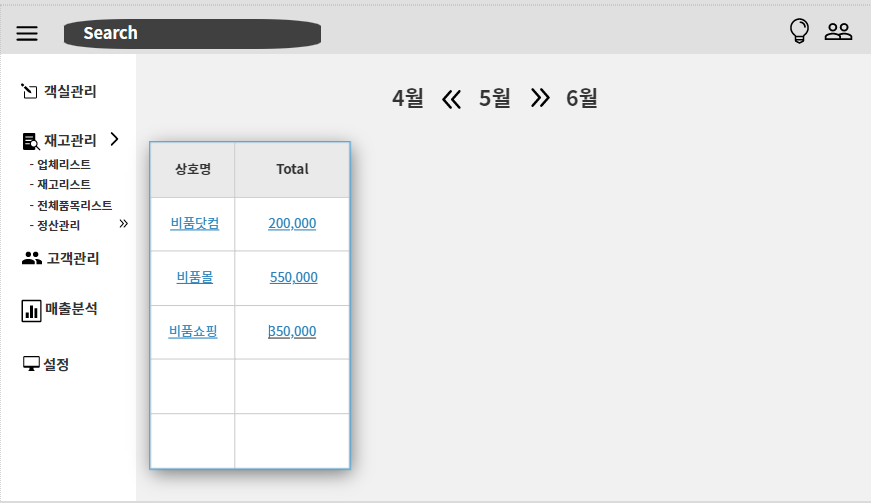 Search
4월 5월 6월
객실관리
재고관리
- 업체리스트
- 재고리스트
- 전체품목리스트
- 정산관리
고객관리
매출분석
설정
상호명 Total
비품닷컴 200,000
비품몰 550,000
비품쇼핑 350,000